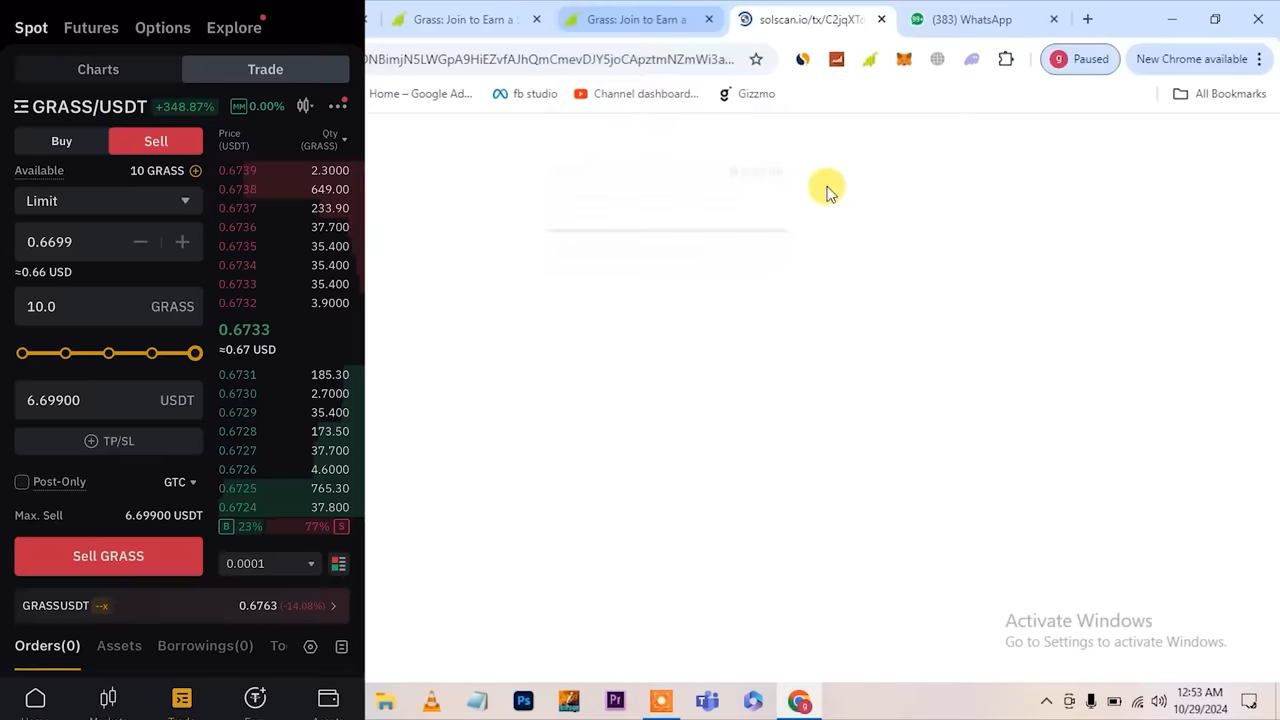 Spot Futures Options Explore
Charts Trade
GRASS/USDT +348.87% MM 0.00%
Buy Sell
Price (USDT) Qty (GRASS)
Available 10 GRASS
Limit
0.6699
≈0.66 USD
10.0 GRASS
6.69900 USDT
TP/SL
Post-Only GTC
Max. Sell 6.69900 USDT
Sell GRASS
0.6739 2.3000
0.6738 649.00
0.6737 233.90
0.6736 37.700
0.6735 35.400
0.6734 35.400
0.6733 35.400
0.6732 3.9000
0.6733
≈0.67 USD
0.6731 185.30
0.6730 2.7000
0.6729 35.400
0.6728 173.50
0.6727 37.700
0.6726 4.6000
0.6725 765.30
0.6724 37.800
B 23% 77% S
0.0001
GRASSUSDT --x 0.6763 (-14.08%)
Orders(0) Assets Borrowings(0) To
Grass: Join to Earn a Grass: Join to Earn a solscan.io/tx/C2jqXTd (383) WhatsApp
DNBimjN5LWGpA9HiEZvfAJhQmCmevDJY5joCApztmNZmWi3a... g Paused New Chrome available
Home – Google Ad... fb studio Channel dashboard... Gizzmo All Bookmarks
Activate Windows
Go to Settings to activate Windows.
12:53 AM
10/29/2024